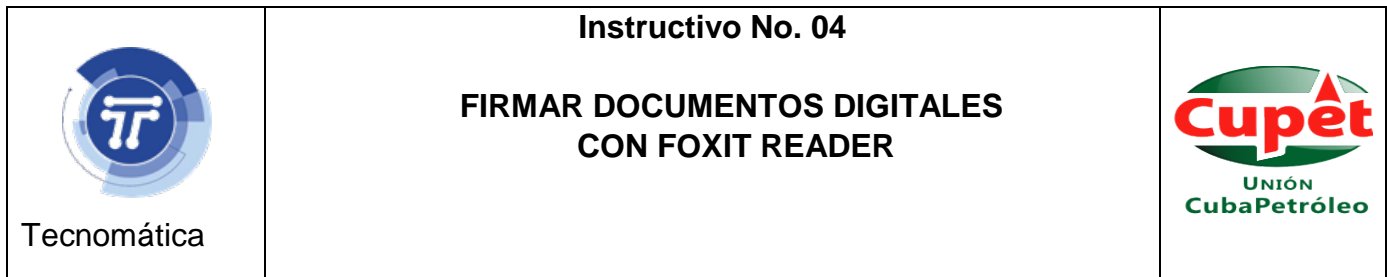 Tecnomática
Instructivo No. 04
FIRMAR DOCUMENTOS DIGITALES
CON FOXIT READER
Cupet
UNIÓN
CubaPetróleo